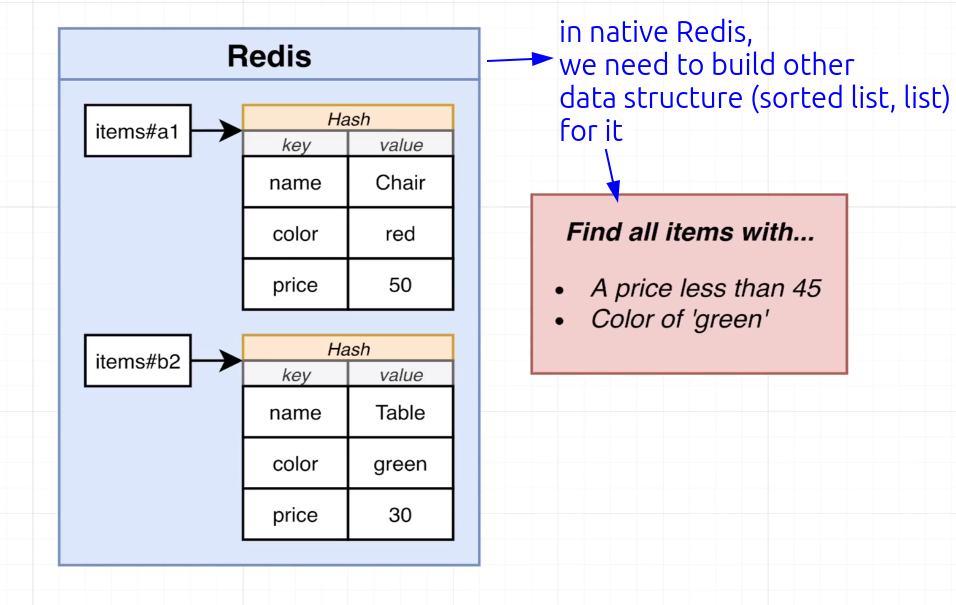 Redis
in native Redis,
we need to build other
data structure (sorted list, list)
for it
items#a1
Hash
key value
name Chair
color red
price 50
Find all items with...
• A price less than 45
• Color of 'green'
items#b2
Hash
key value
name Table
color green
price 30